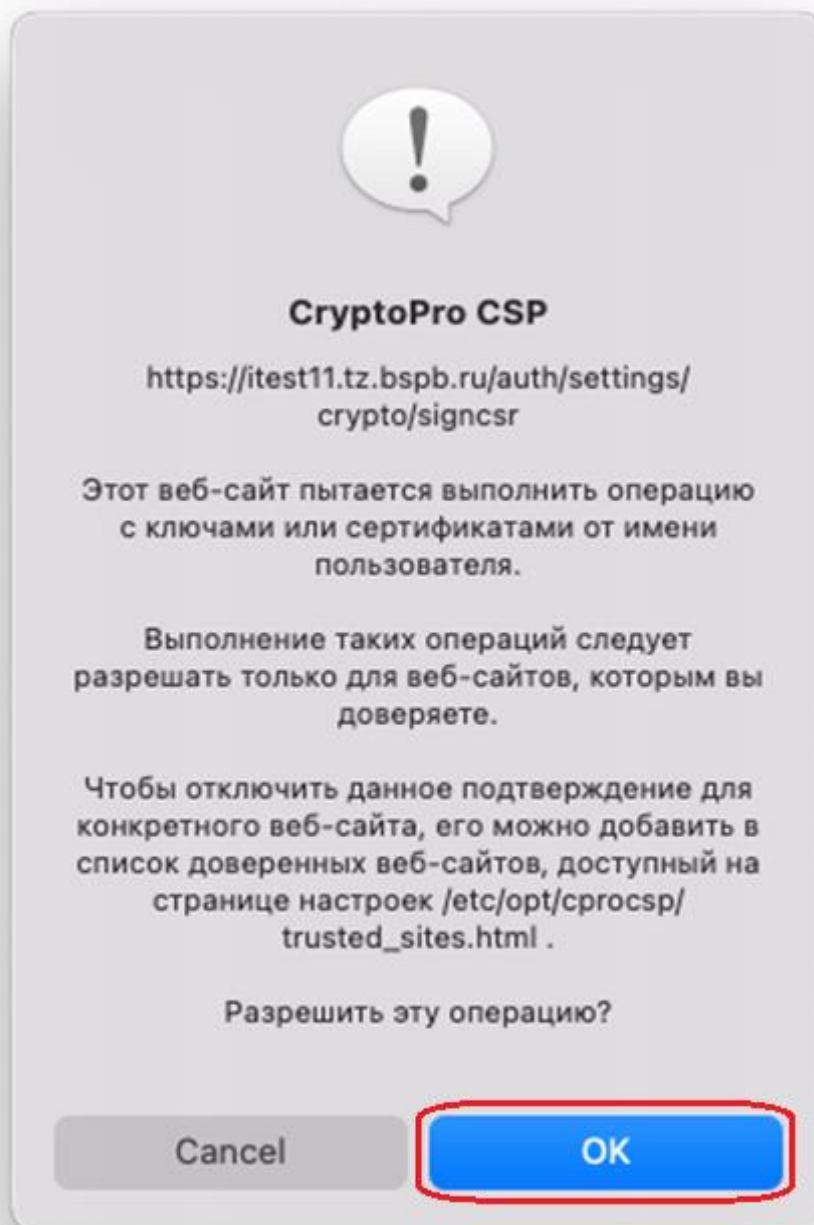 !
CryptoPro CSP
https://itest11.tz.bspb.ru/auth/settings/
crypto/signcsr
Этот веб-сайт пытается выполнить операцию
с ключами или сертификатами от имени
пользователя.
Выполнение таких операций следует
разрешать только для веб-сайтов, которым вы
доверяете.
Чтобы отключить данное подтверждение для
конкретного веб-сайта, его можно добавить в
список доверенных веб-сайтов, доступный на
странице настроек /etc/opt/cprocsp/
trusted_sites.html .
Разрешить эту операцию?
Cancel OK